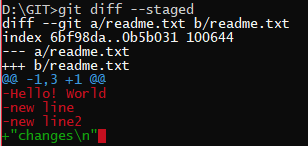 D:\GIT>git diff --staged
diff --git a/readme.txt b/readme.txt
index 6bf98da..0b5b031 100644
--- a/readme.txt
+++ b/readme.txt
@@ -1,3 +1 @@
-Hello! World
-new line
-new line2
+"changes\n"